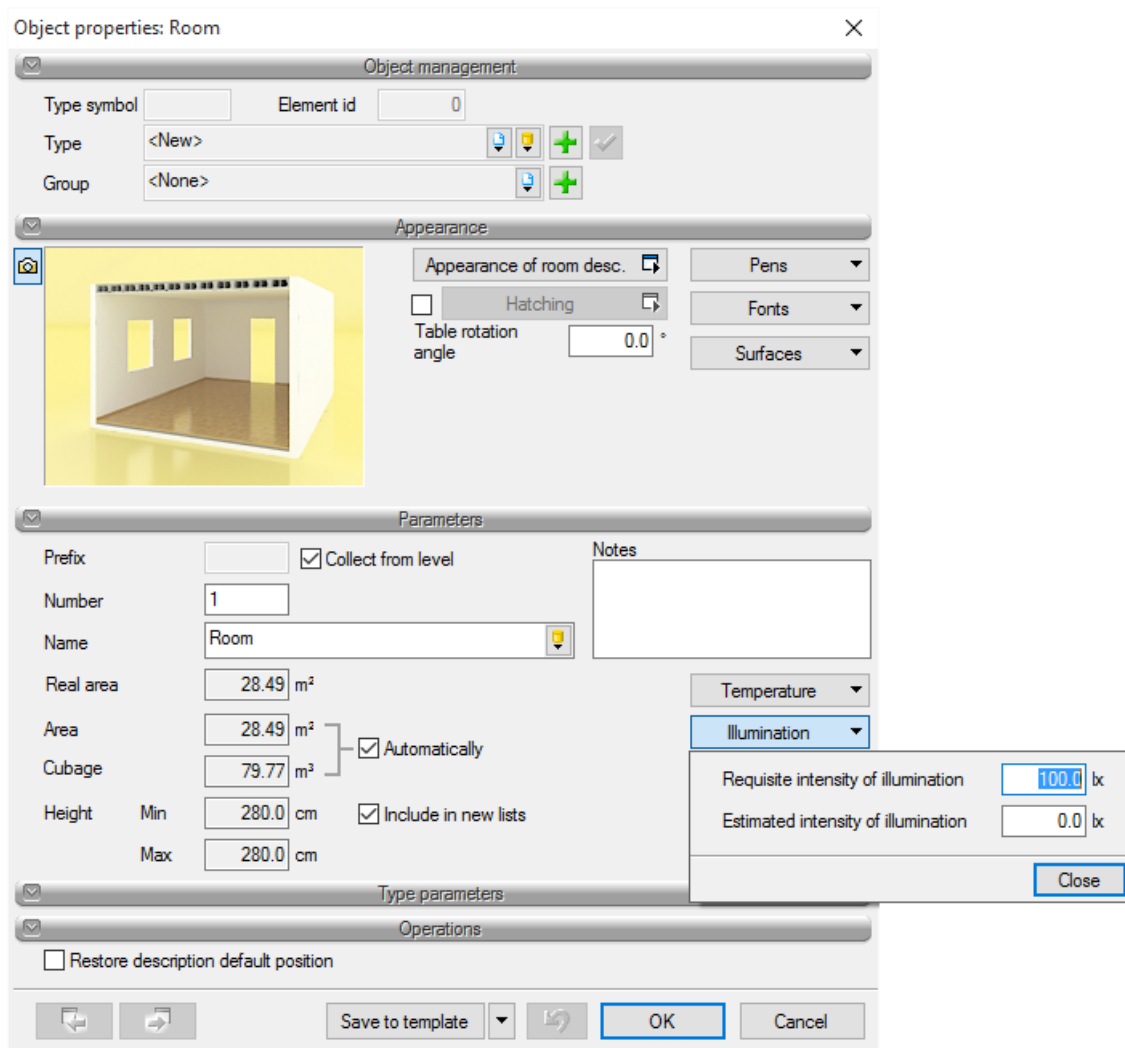 Object properties: Room
Object management
Type symbol Element id 0
Type <New>
Group <None>
Appearance
Appearance of room desc. Pens
Hatching Fonts
Table rotation angle 0.0 ° Surfaces
Parameters
Prefix Collect from level Notes
Number 1
Name Room
Real area 28.49 m² Temperature
Area 28.49 m² Illumination
Automatically
Cubage 79.77 m³
Requisite intensity of illumination 100.0 lx
Height Min 280.0 cm Include in new lists
Estimated intensity of illumination 0.0 lx
Max 280.0 cm
Close
Type parameters
Operations
Restore description default position
Save to template OK Cancel